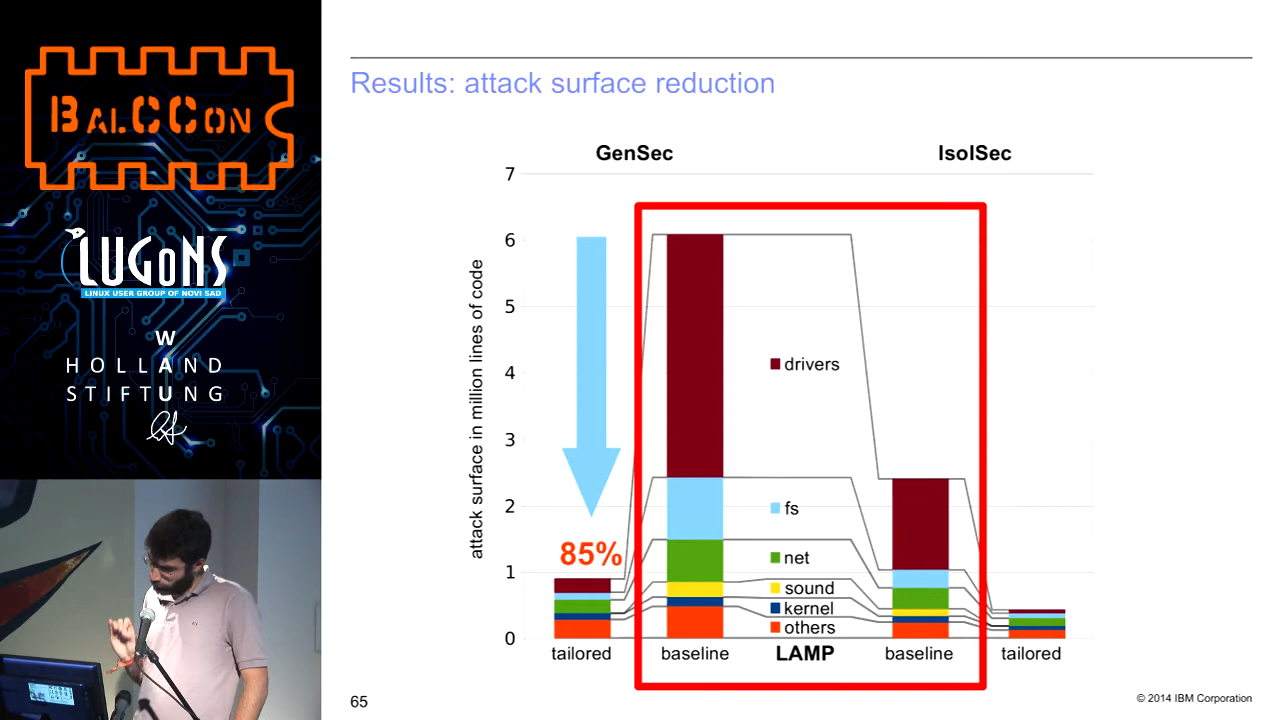 BALCCON
LUGONS
LINUX USER GROUP OF NOVI SAD
W
HOLLAND
A
STIFTUNG
U
Results: attack surface reduction
GenSec
IsolSec
attack surface in million lines of code
7
6
5
4
3
2
1
0
85%
drivers
fs
net
sound
kernel
others
tailored
baseline
LAMP
baseline
tailored
65
© 2014 IBM Corporation